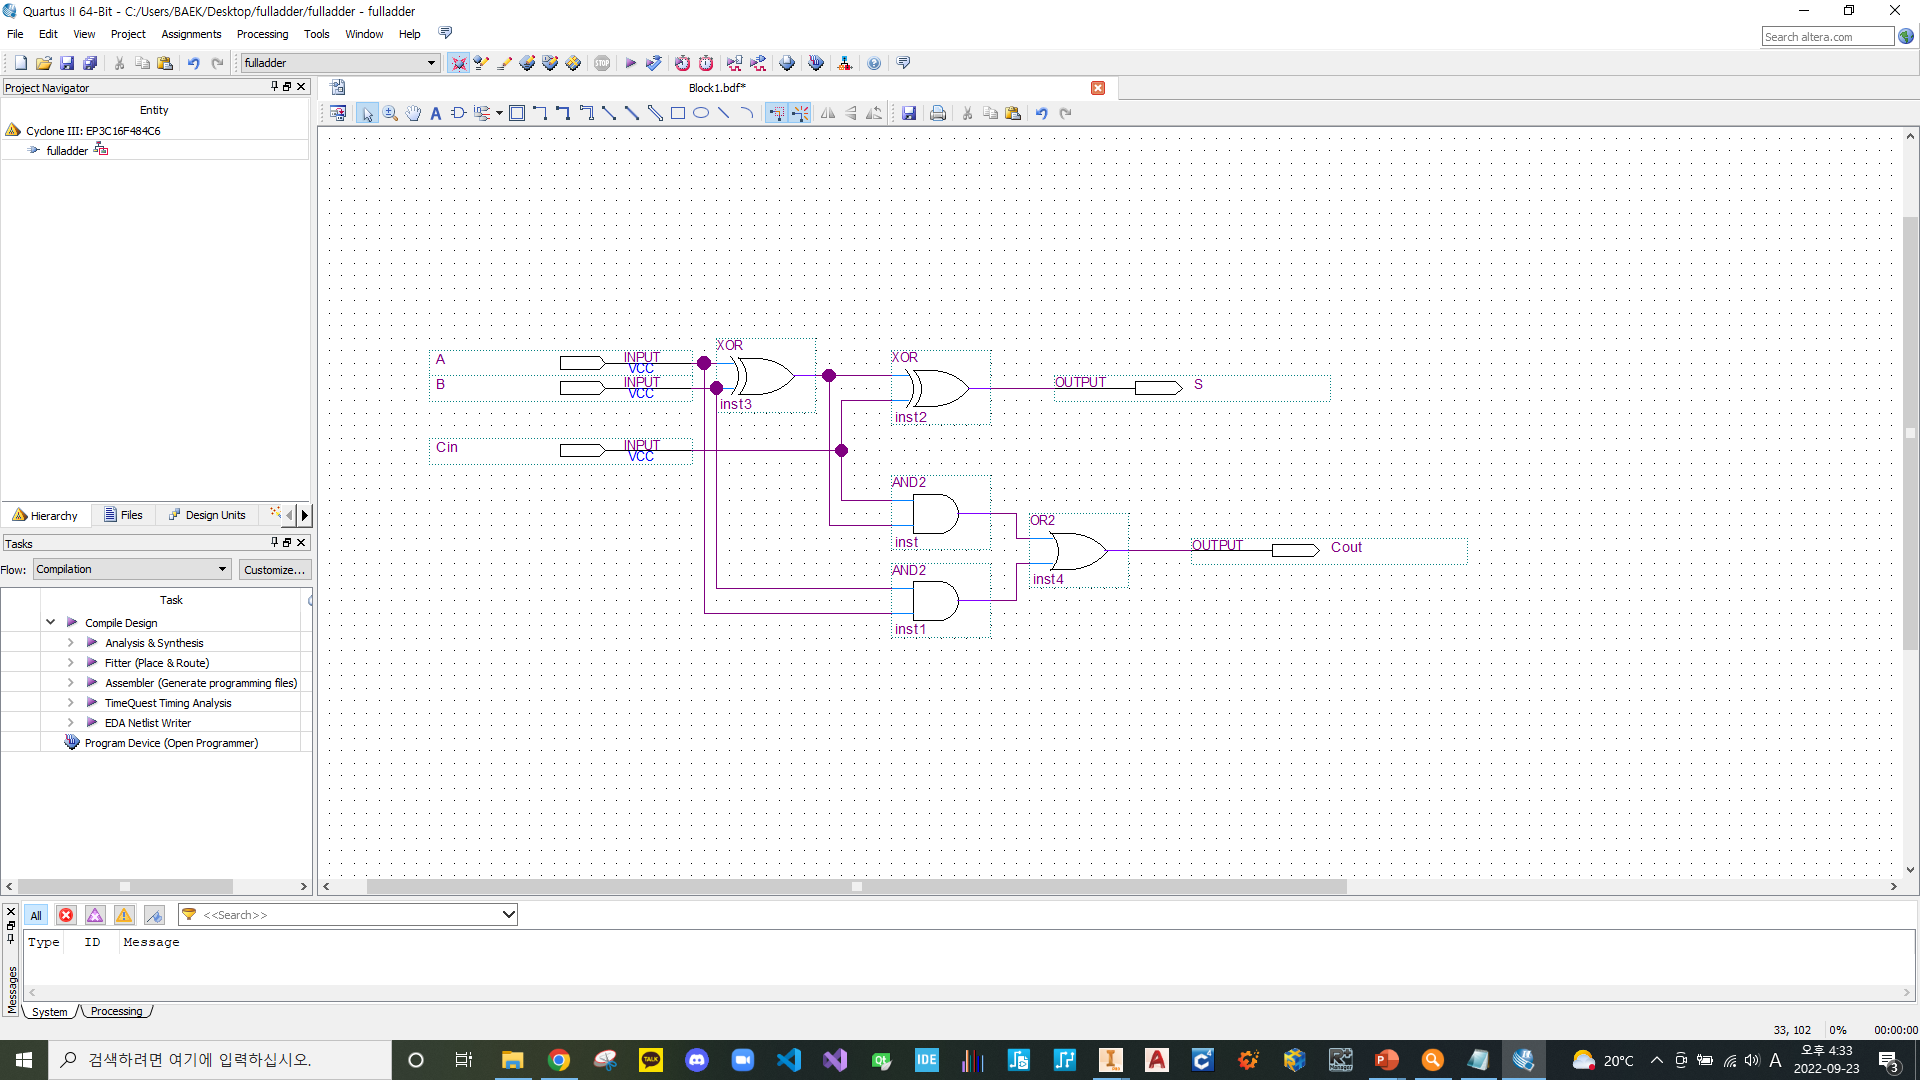 Quartus II 64-Bit - C:/Users/BAEK/Desktop/fulladder/fulladder - fulladder
File Edit View Project Assignments Processing Tools Window Help
Search altera.com
fulladder
STOP
Project Navigator
Block1.bdf*
Entity
Cyclone III: EP3C16F484C6
fulladder
A INPUT VCC
B INPUT VCC
Cin INPUT VCC
XOR
inst3
XOR
inst2
OUTPUT S
AND2
inst
AND2
inst1
OR2
inst4
OUTPUT Cout
Hierarchy Files Design Units
Tasks
Flow: Compilation Customize...
Task
Compile Design
Analysis & Synthesis
Fitter (Place & Route)
Assembler (Generate programming files)
TimeQuest Timing Analysis
EDA Netlist Writer
Program Device (Open Programmer)
All <<Search>>
Type ID Message
Messages
System Processing
33, 102 0% 00:00:00
검색하려면 여기에 입력하십시오.
TALK
Qt
IDE
20°C A 오후 4:33
2022-09-23
3